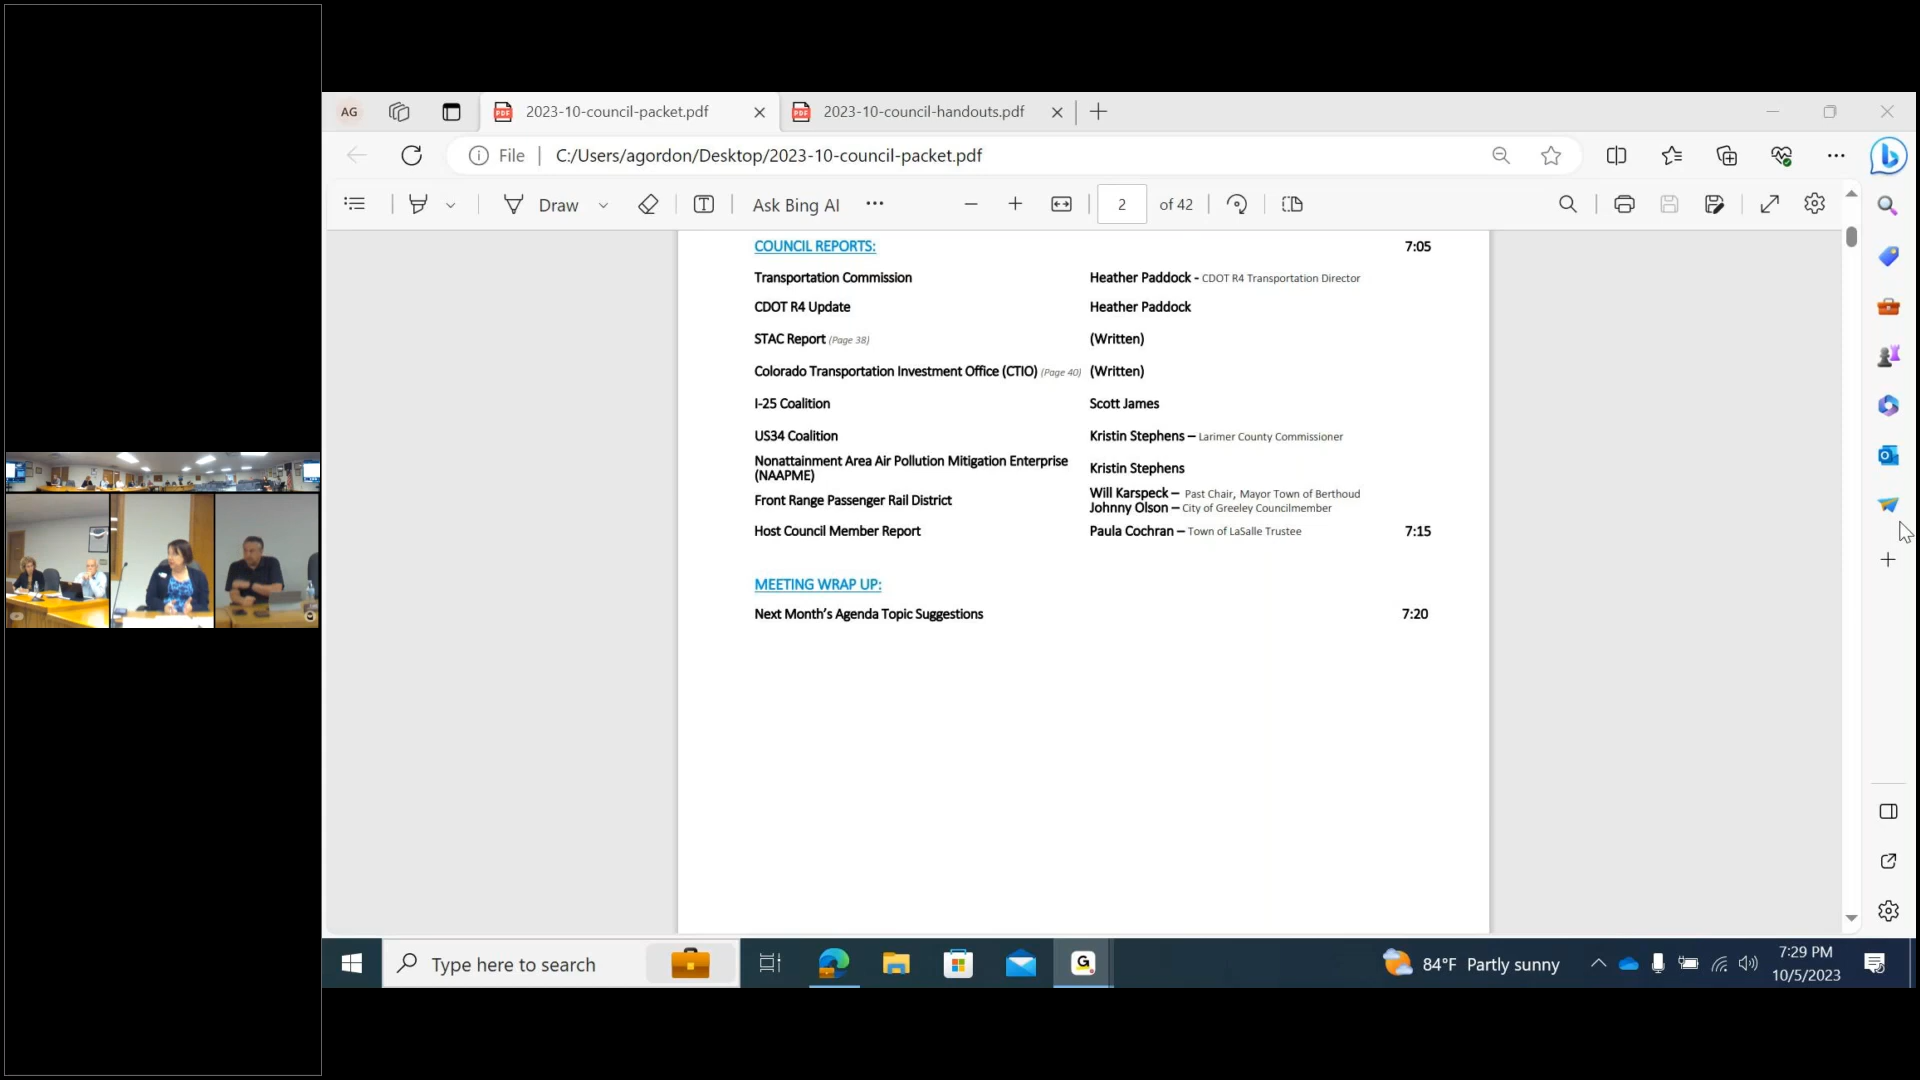 AG
2023-10-council-packet.pdf
2023-10-council-handouts.pdf
File
C:/Users/agordon/Desktop/2023-10-council-packet.pdf
Draw
Ask Bing AI
2 of 42
COUNCIL REPORTS: 7:05
Transportation Commission Heather Paddock - CDOT R4 Transportation Director
CDOT R4 Update Heather Paddock
STAC Report (Page 38) (Written)
Colorado Transportation Investment Office (CTIO) (Page 40) (Written)
I-25 Coalition Scott James
US34 Coalition Kristin Stephens – Larimer County Commissioner
Nonattainment Area Air Pollution Mitigation Enterprise
(NAAPME) Kristin Stephens
Front Range Passenger Rail District Will Karspeck – Past Chair, Mayor Town of Berthoud
Johnny Olson – City of Greeley Councilmember
Host Council Member Report Paula Cochran – Town of LaSalle Trustee 7:15
MEETING WRAP UP:
Next Month's Agenda Topic Suggestions 7:20
Type here to search
84°F Partly sunny
7:29 PM
10/5/2023